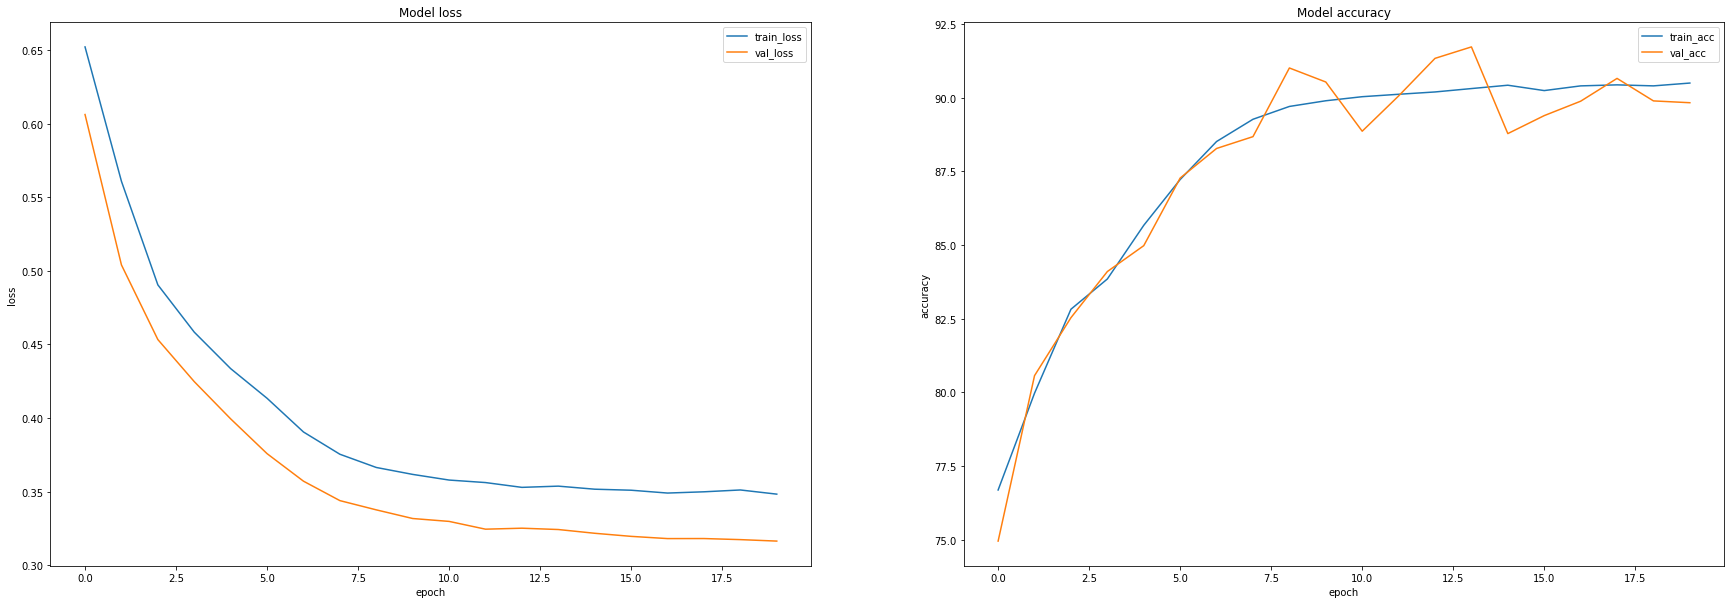 Model loss
train_loss
val_loss
0.65
0.60
0.55
0.50
0.45
0.40
0.35
0.30
loss
0.0 2.5 5.0 7.5 10.0 12.5 15.0 17.5
epoch
Model accuracy
train_acc
val_acc
92.5
90.0
87.5
85.0
82.5
80.0
77.5
75.0
accuracy
0.0 2.5 5.0 7.5 10.0 12.5 15.0 17.5
epoch